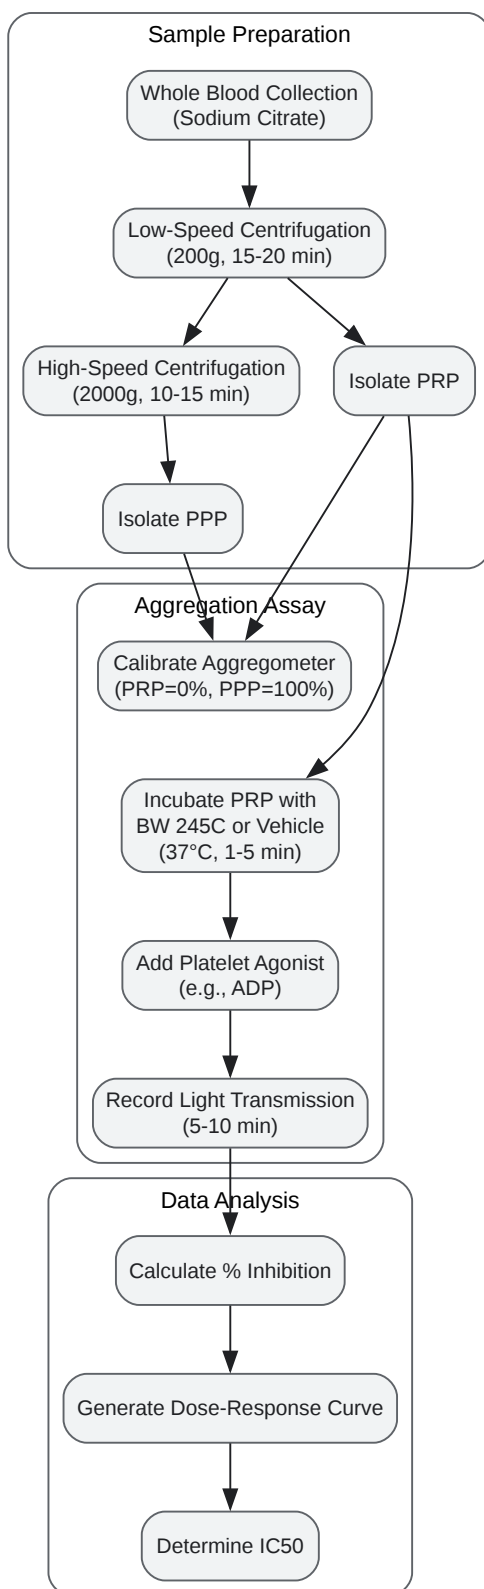 Sample Preparation
Whole Blood Collection
(Sodium Citrate)
Low-Speed Centrifugation
(200g, 15-20 min)
High-Speed Centrifugation
(2000g, 10-15 min)
Isolate PRP
Isolate PPP
Aggregation Assay
Calibrate Aggregometer
(PRP=0%, PPP=100%)
Incubate PRP with
BW 245C or Vehicle
(37°C, 1-5 min)
Add Platelet Agonist
(e.g., ADP)
Record Light Transmission
(5-10 min)
Data Analysis
Calculate % Inhibition
Generate Dose-Response Curve
Determine IC50